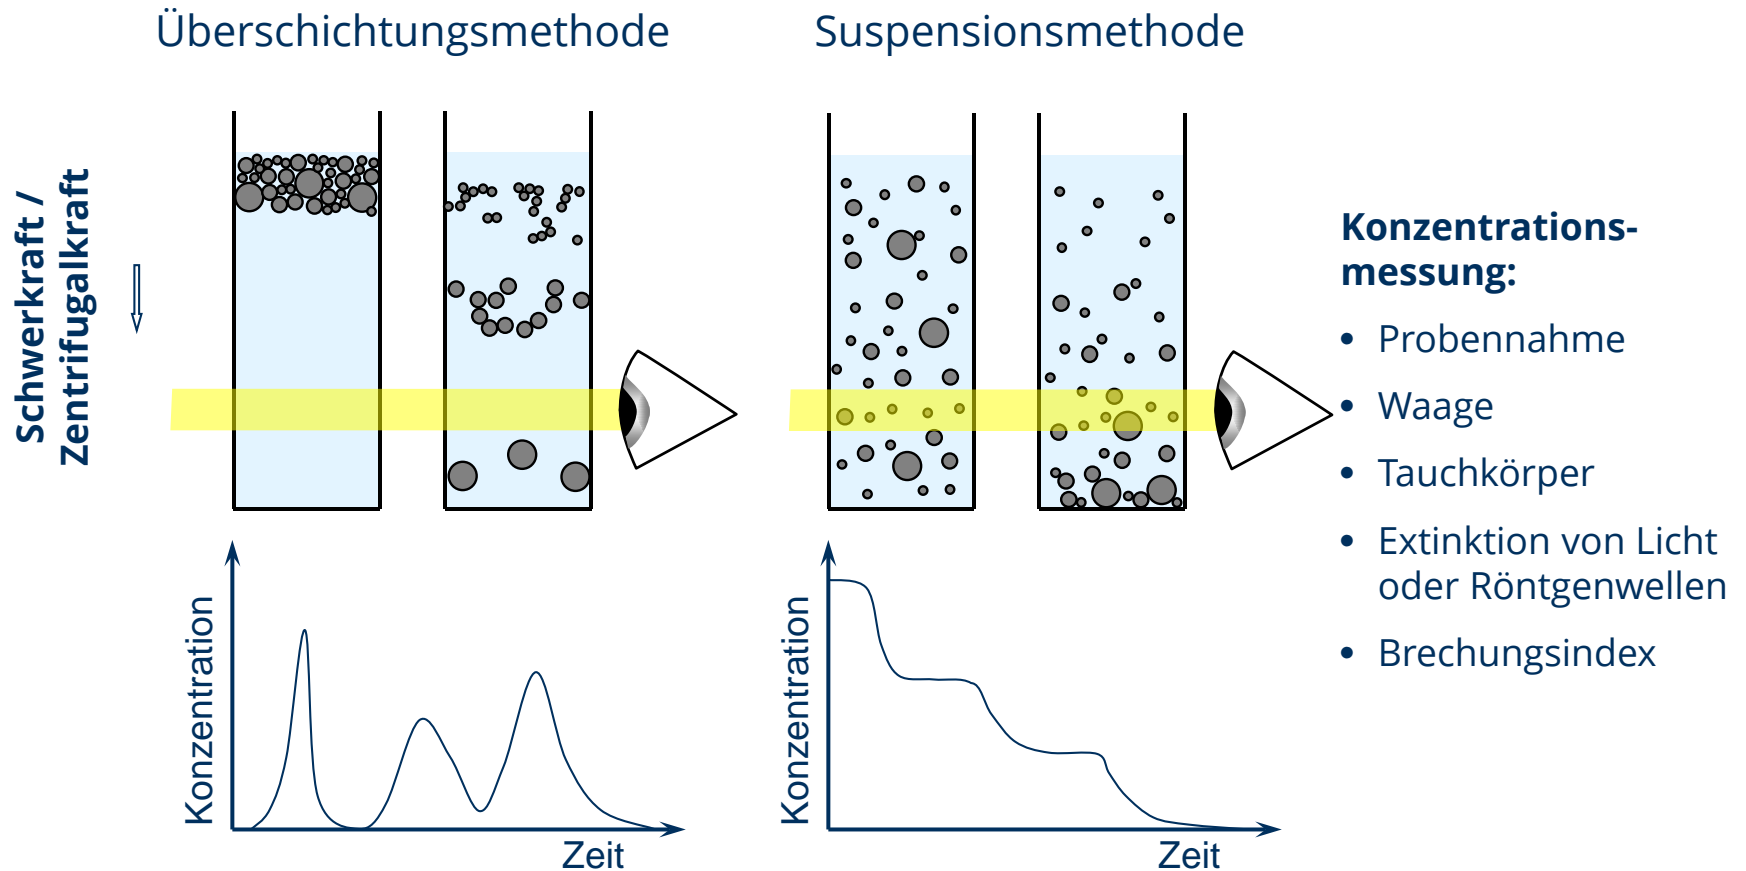 Überschichtungsmethode
Suspensionsmethode
Schwerkraft /
Zentrifugalkraft
Konzentrations-
messung:
• Probennahme
• Waage
• Tauchkörper
• Extinktion von Licht
oder Röntgenwellen
• Brechungsindex
Konzentration
Zeit
Konzentration
Zeit